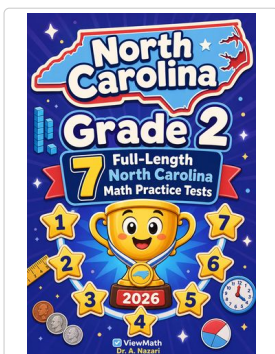 North
Carolina
Grade 2
7 Full-Length
North Carolina
Math Practice Tests
1 7
2 6
3 5
4
2026
ViewMath
Dr. A. Nazari